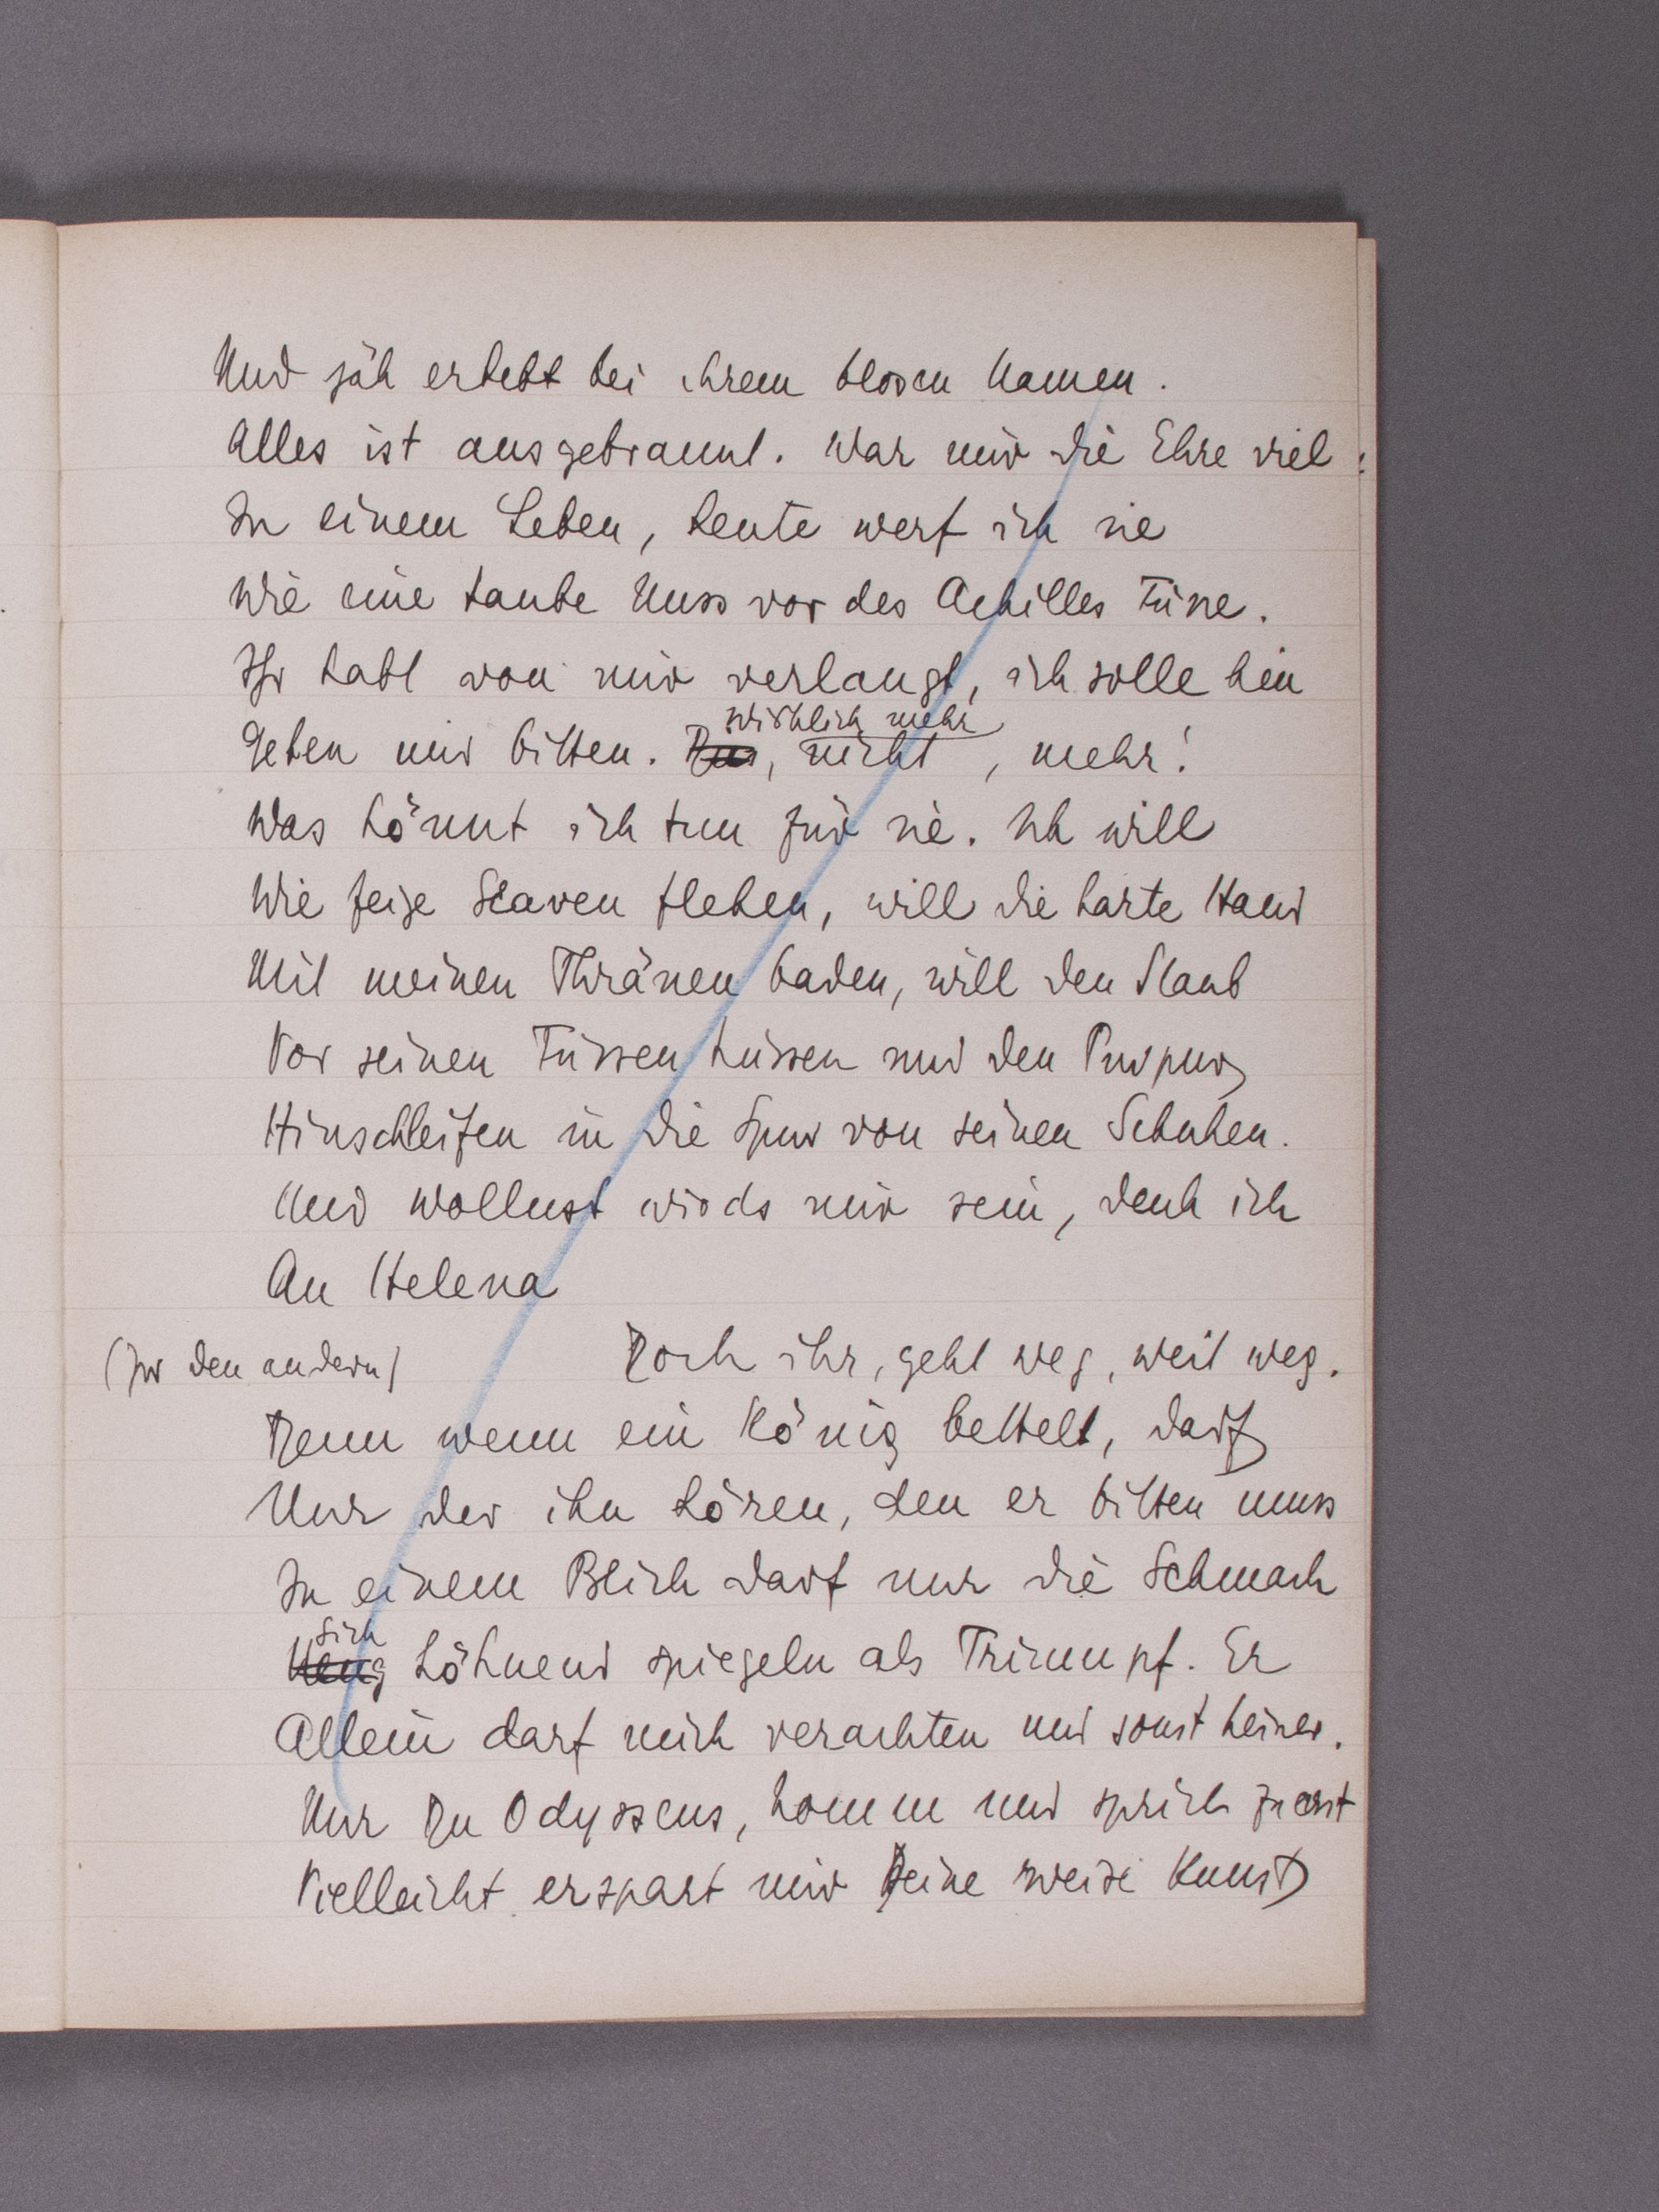 Und jäh erbebt bei ihrem blossen Namen.
Alles ist ausgebrannt. War mir die Ehre viel
In einem Leben, heute werf ich sie
Wie eine taube Nuss vor des Achilles Füsse.
Ihr habt von mir verlangt, ich solle hin
wirklich mehr
Gehen und bitten. , nicht, mehr!
Was könnt ich tun für sie. Ich will
Wie feige Sclaven flehen, will die harte Hand
Mit meinen Thränen baden, will den Staub
Vor seinen Füssen küssen und den Purpur
Hinschleifen in die Spur von seinen Schuhen.
Und Wollust wirds mir sein, denk ich
An Helena
(Zu den andern) Doch ihr, geht weg, weit weg.
Denn wenn ein König bettelt, darf
Nur der ihn hören, den er bitten muss
In einem Blick darf nur die Schmach
Sich
höhnend spiegeln als Triumpf. Er
Allein darf mich verachten und sonst keiner.
Nur Du Odysseus, komm und sprich zuerst
Vielleicht erspart mir Deine weise Kunst